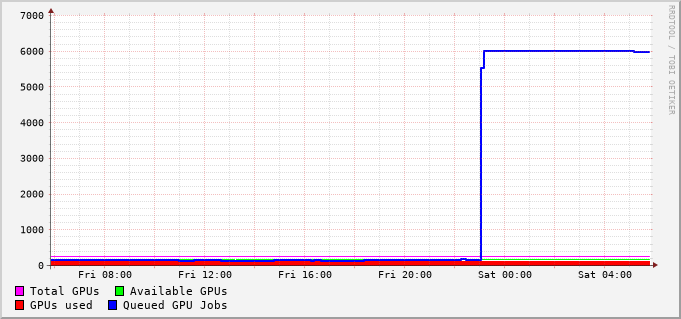 7000
6000
5000
4000
3000
2000
1000
0
Fri 08:00 Fri 12:00 Fri 16:00 Fri 20:00 Sat 00:00 Sat 04:00
Total GPUs Available GPUs
GPUs used Queued GPU Jobs
RRDTOOL / TOBI OETIKER